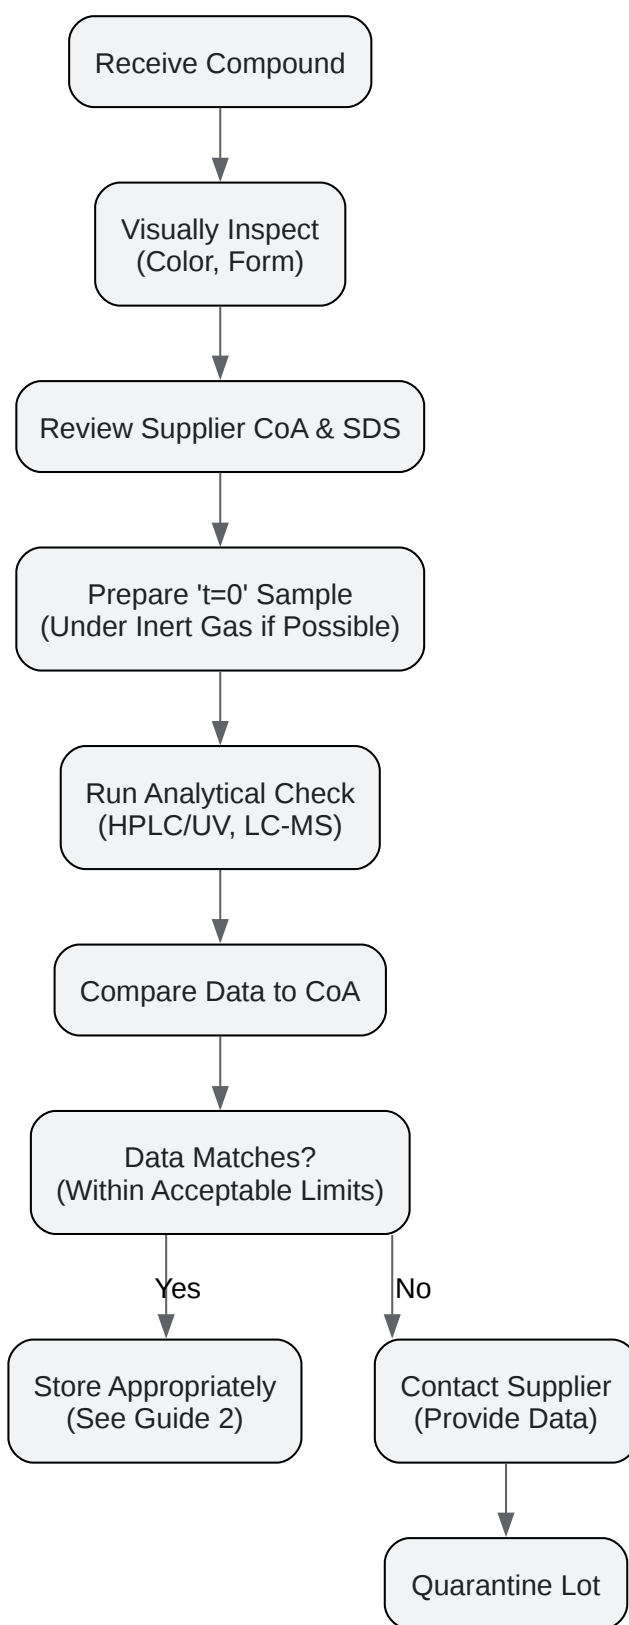 Receive Compound
Visually Inspect
(Color, Form)
Review Supplier CoA & SDS
Prepare 't=0' Sample
(Under Inert Gas if Possible)
Run Analytical Check
(HPLC/UV, LC-MS)
Compare Data to CoA
Data Matches?
(Within Acceptable Limits)
Yes
No
Store Appropriately
(See Guide 2)
Contact Supplier
(Provide Data)
Quarantine Lot